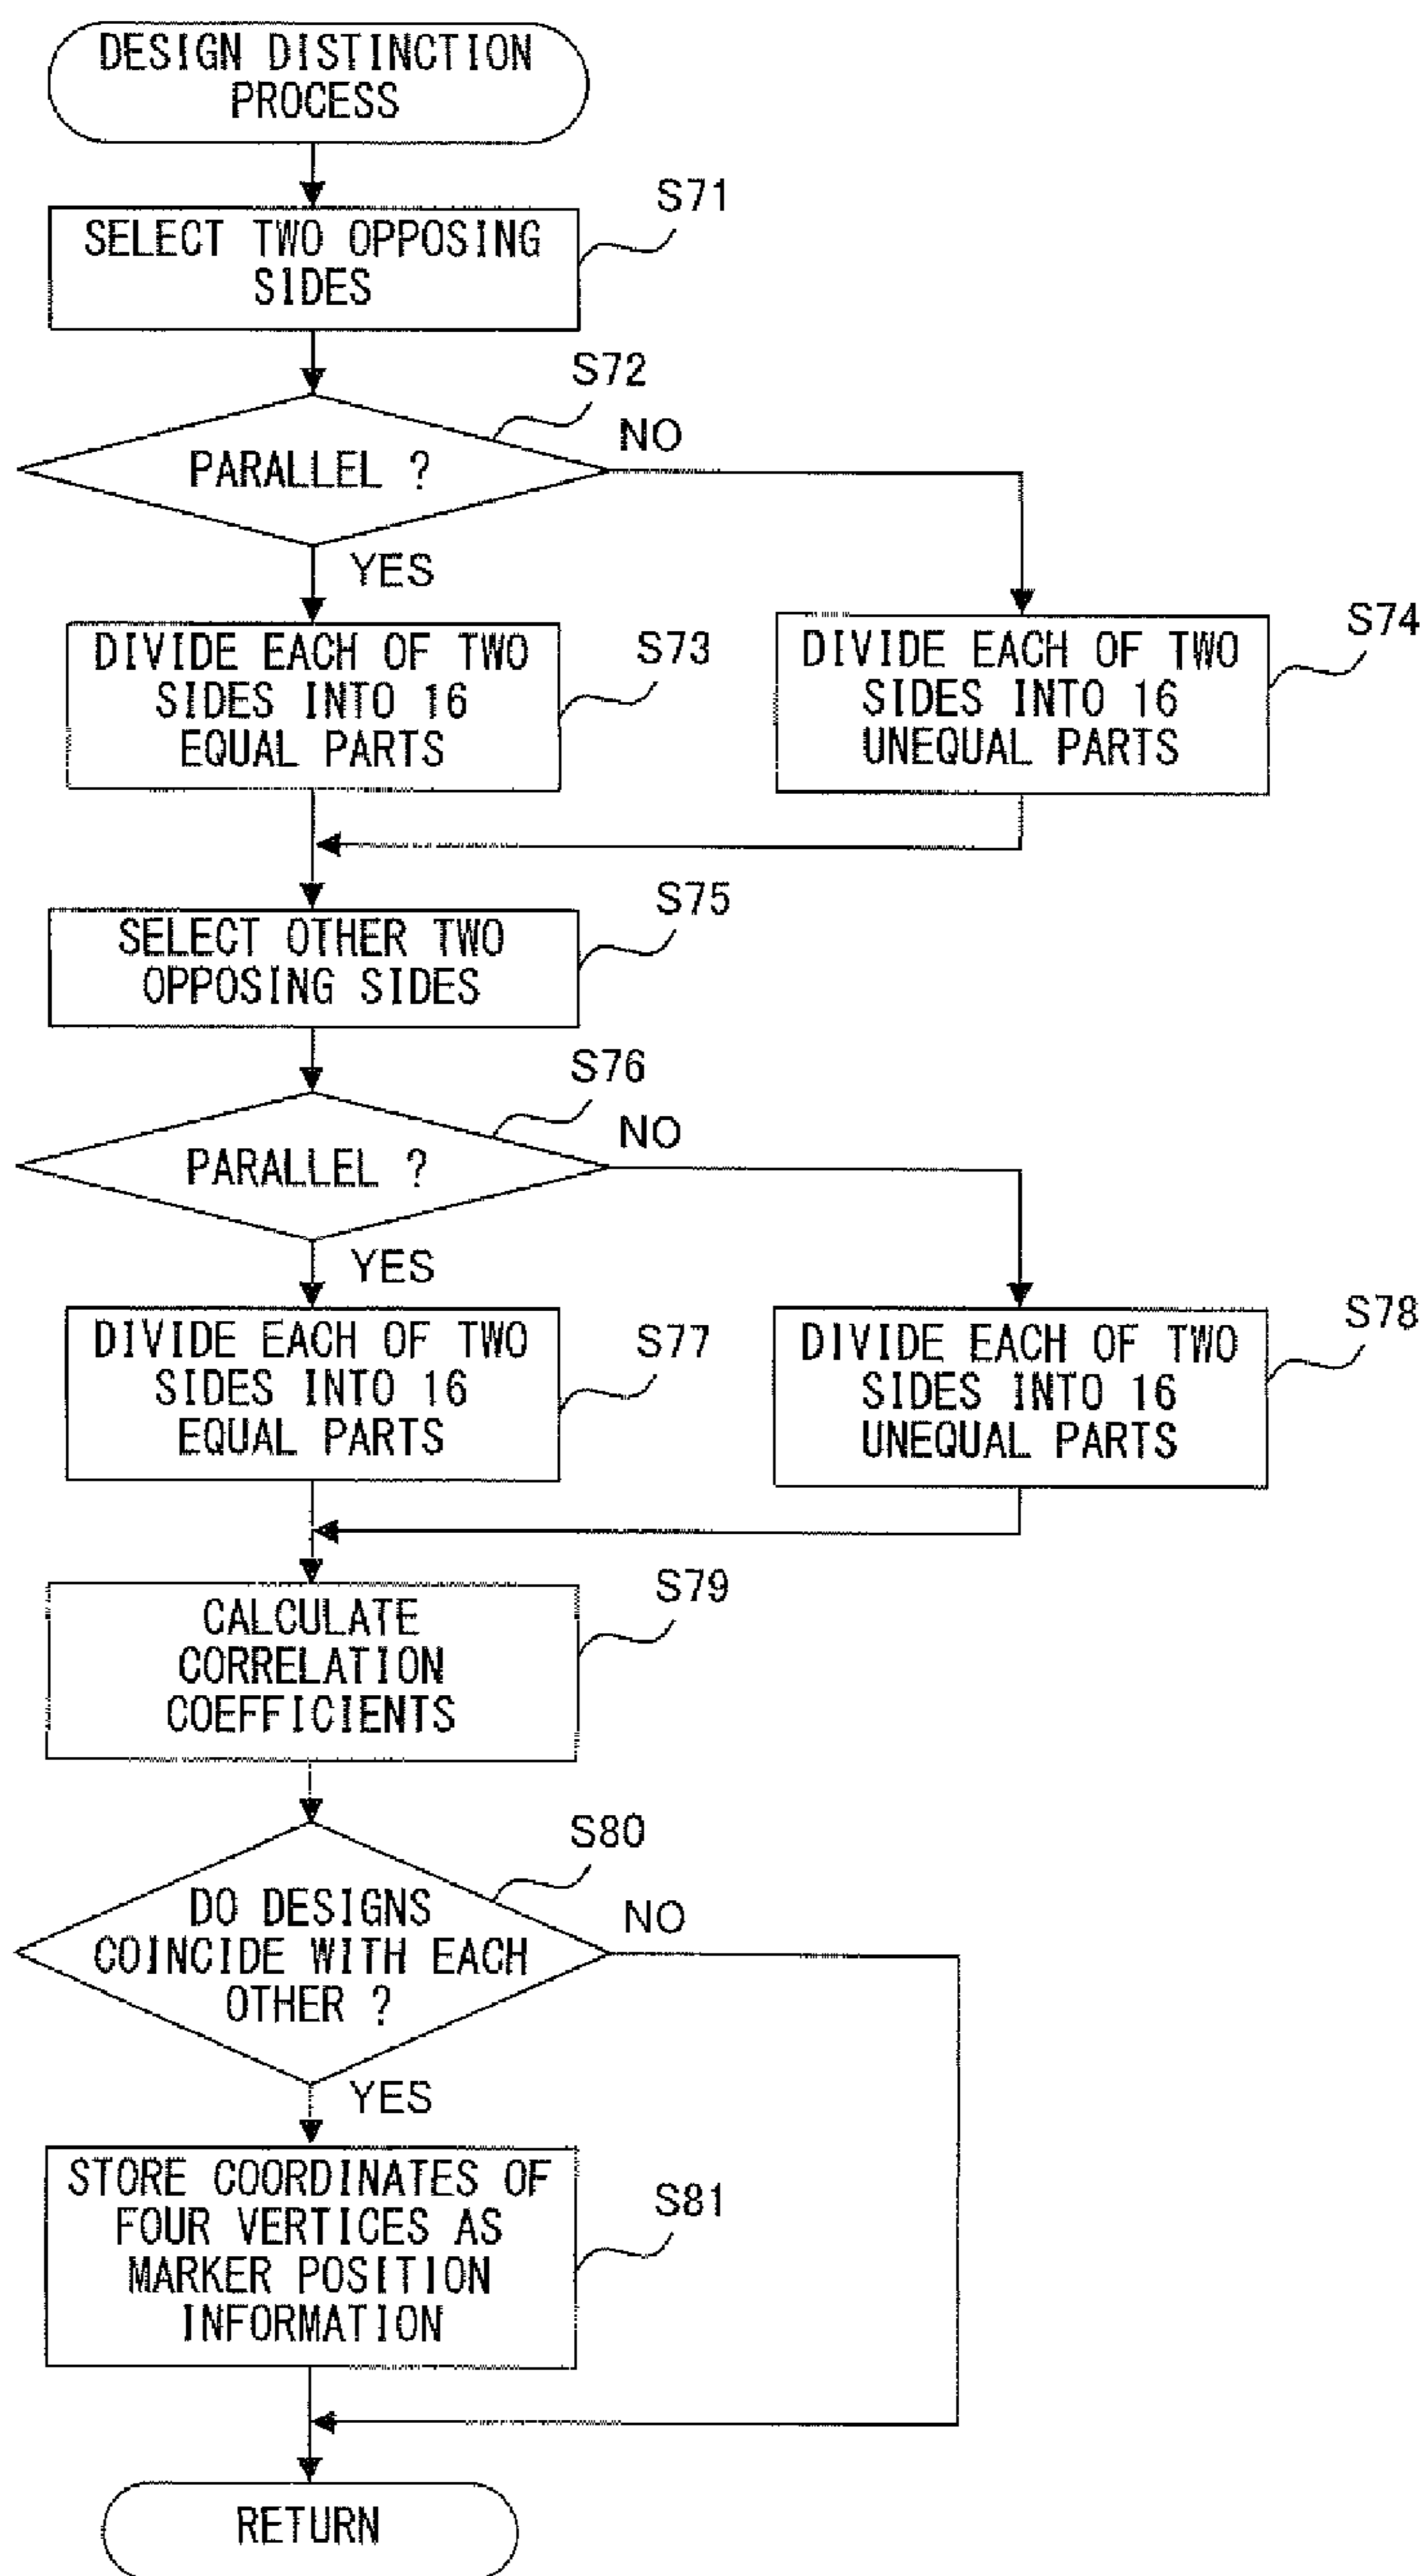 DESIGN DISTINCTION
PROCESS
S71
SELECT TWO OPPOSING
SIDES
S72
PARALLEL ?
NO
YES
S73
DIVIDE EACH OF TWO
SIDES INTO 16
EQUAL PARTS
S74
DIVIDE EACH OF TWO
SIDES INTO 16
UNEQUAL PARTS
S75
SELECT OTHER TWO
OPPOSING SIDES
S76
PARALLEL ?
NO
YES
S77
DIVIDE EACH OF TWO
SIDES INTO 16
EQUAL PARTS
S78
DIVIDE EACH OF TWO
SIDES INTO 16
UNEQUAL PARTS
S79
CALCULATE
CORRELATION
COEFFICIENTS
S80
DO DESIGNS
COINCIDE WITH EACH
OTHER ?
NO
YES
S81
STORE COORDINATES OF
FOUR VERTICES AS
MARKER POSITION
INFORMATION
RETURN